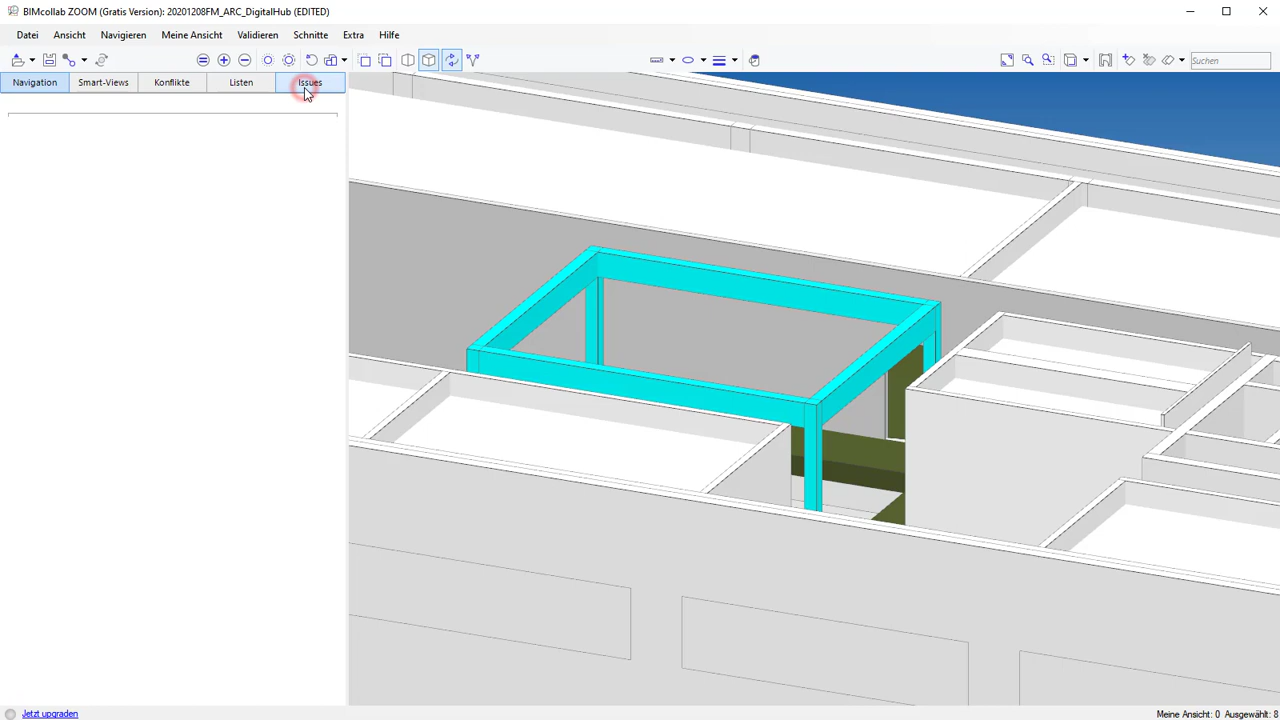 BIMcollab ZOOM (Gratis Version): 20201208FM_ARC_DigitalHub (EDITED)
Datei Ansicht Navigieren Meine Ansicht Validieren Schnitte Extra Hilfe
Suchen
Navigation Smart-Views Konflikte Listen Issues
Jetzt upgraden
Meine Ansicht: 0 Ausgewählt: 8